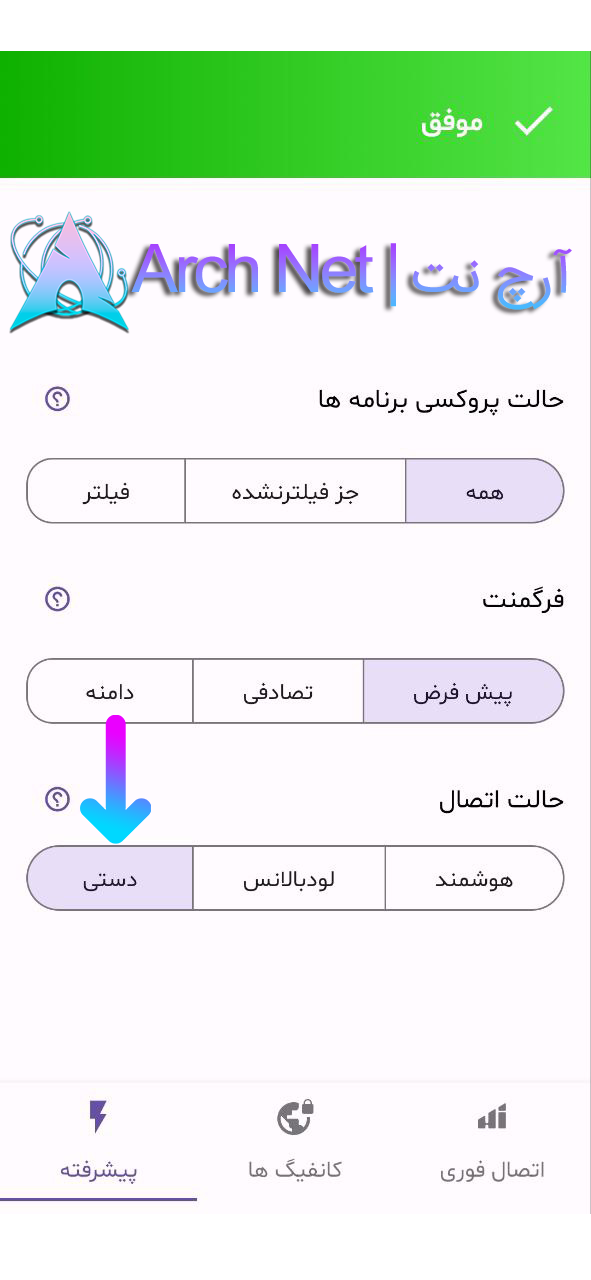 موفق
Arch Net | آرچ نت
حالت پروکسی برنامه ها
همه جز فیلترنشده فیلتر
فرگمنت
پیش فرض تصادفی دامنه
حالت اتصال
هوشمند لودبالانس دستی
اتصال فوری کانفیگ ها پیشرفته